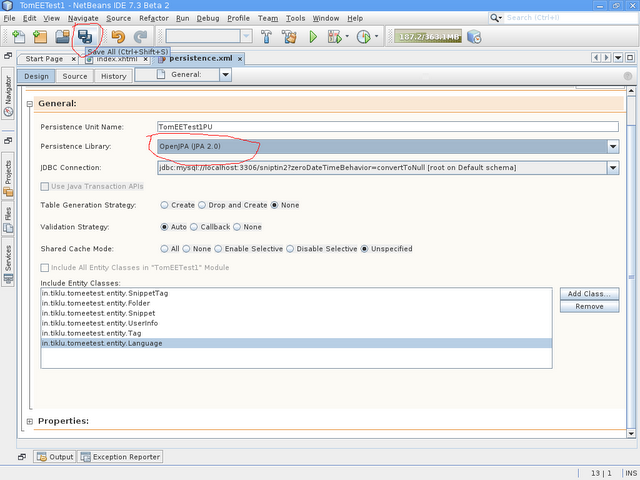 TomEETest1 - NetBeans IDE 7.3 Beta 2
File Edit View Navigate Source Refactor Run Debug Profile Team Tools Window Help
187.2/363.1MB
Save All (Ctrl+Shift+S)
Start Page index.xhtml persistence.xml
Design Source History General:
Navigator
Projects
Files
Services
General:
Persistence Unit Name: TomEETest1PU
Persistence Library: OpenJPA (JPA 2.0)
JDBC Connection: jdbc:mysql://localhost:3306/sniptin2?zeroDateTimeBehavior=convertToNull [root on Default schema]
Use Java Transaction APIs
Table Generation Strategy: Create Drop and Create None
Validation Strategy: Auto Callback None
Shared Cache Mode: All None Enable Selective Disable Selective Unspecified
Include All Entity Classes in "TomEETest1" Module
Include Entity Classes:
in.tiklu.tomeetest.entity.SnippetTag
in.tiklu.tomeetest.entity.Folder
in.tiklu.tomeetest.entity.Snippet
in.tiklu.tomeetest.entity.UserInfo
in.tiklu.tomeetest.entity.Tag
in.tiklu.tomeetest.entity.Language
Add Class...
Remove
Properties:
Output Exception Reporter
13 | 1 INS